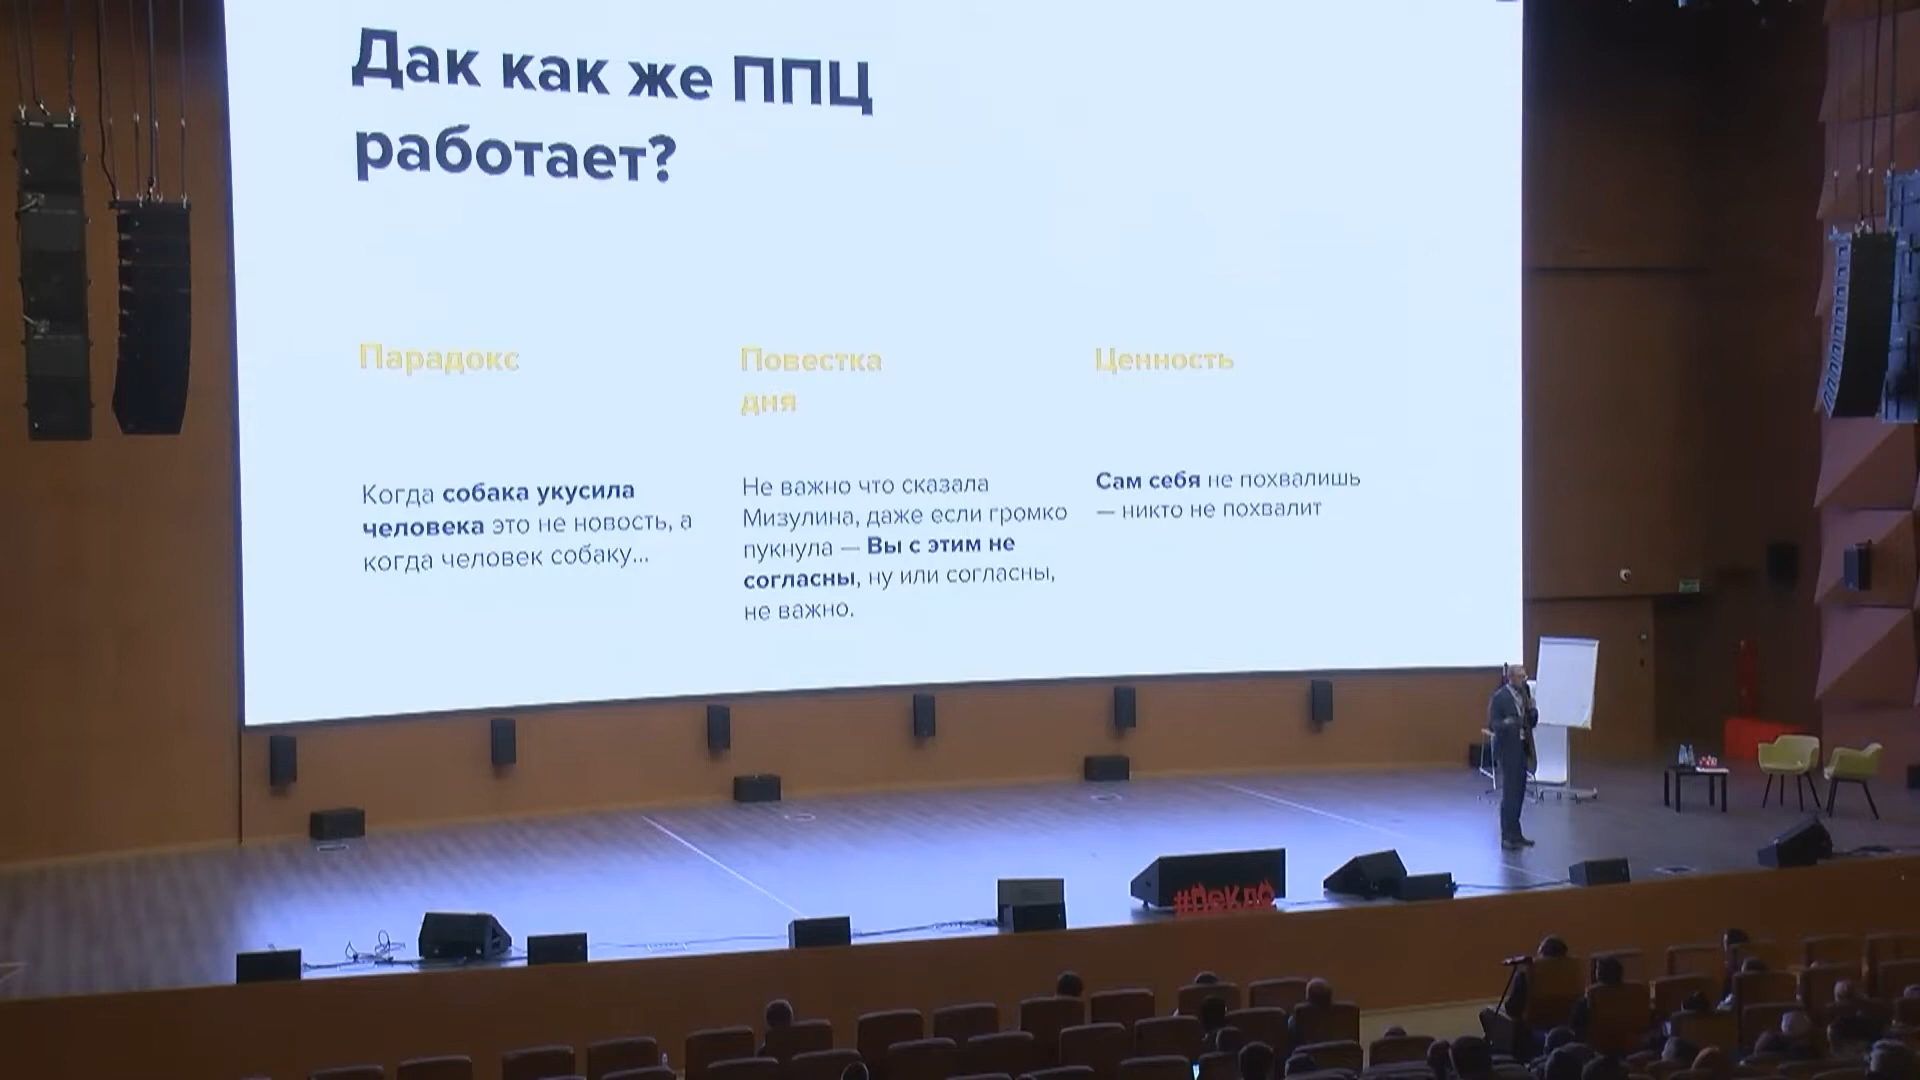 Дак как же ППЦ
работает?
Парадокс
Когда собака укусила
человека это не новость, а
когда человек собаку...
Повестка
дня
Не важно что сказала
Мизулина, даже если громко
пукнула — Вы с этим не
согласны, ну или согласны,
не важно.
Ценность
Сам себя не похвалишь
— никто не похвалит
#пекло